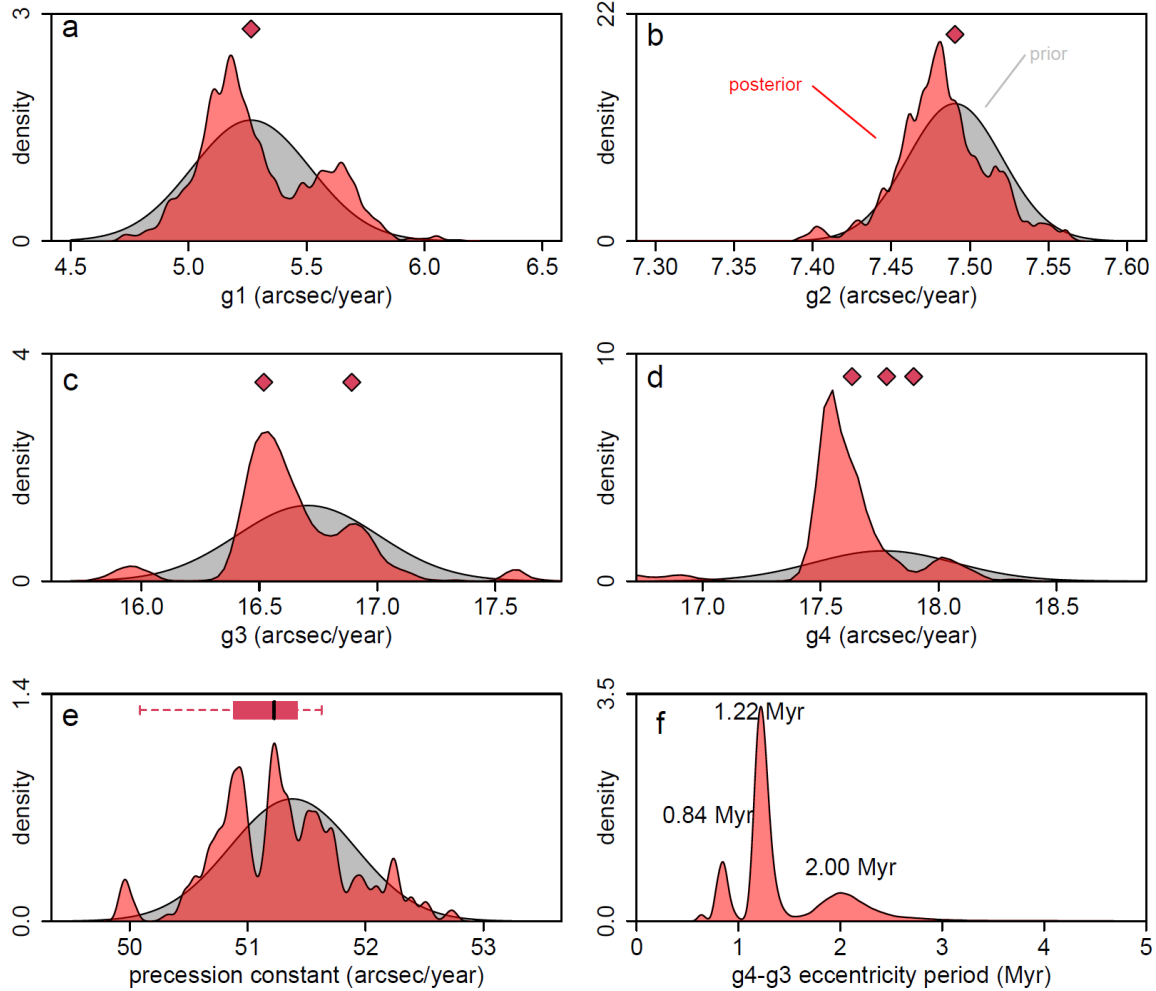 a
3
0
density
4.5 5.0 5.5 6.0 6.5
g1 (arcsec/year)
b
22
0
density
posterior
prior
7.30 7.35 7.40 7.45 7.50 7.55 7.60
g2 (arcsec/year)
c
4
0
density
16.0 16.5 17.0 17.5
g3 (arcsec/year)
d
10
0
density
17.0 17.5 18.0 18.5
g4 (arcsec/year)
e
1.4
0.0
density
50 51 52 53
precession constant (arcsec/year)
f
3.5
0.0
density
1.22 Myr
0.84 Myr
2.00 Myr
0 1 2 3 4 5
g4-g3 eccentricity period (Myr)